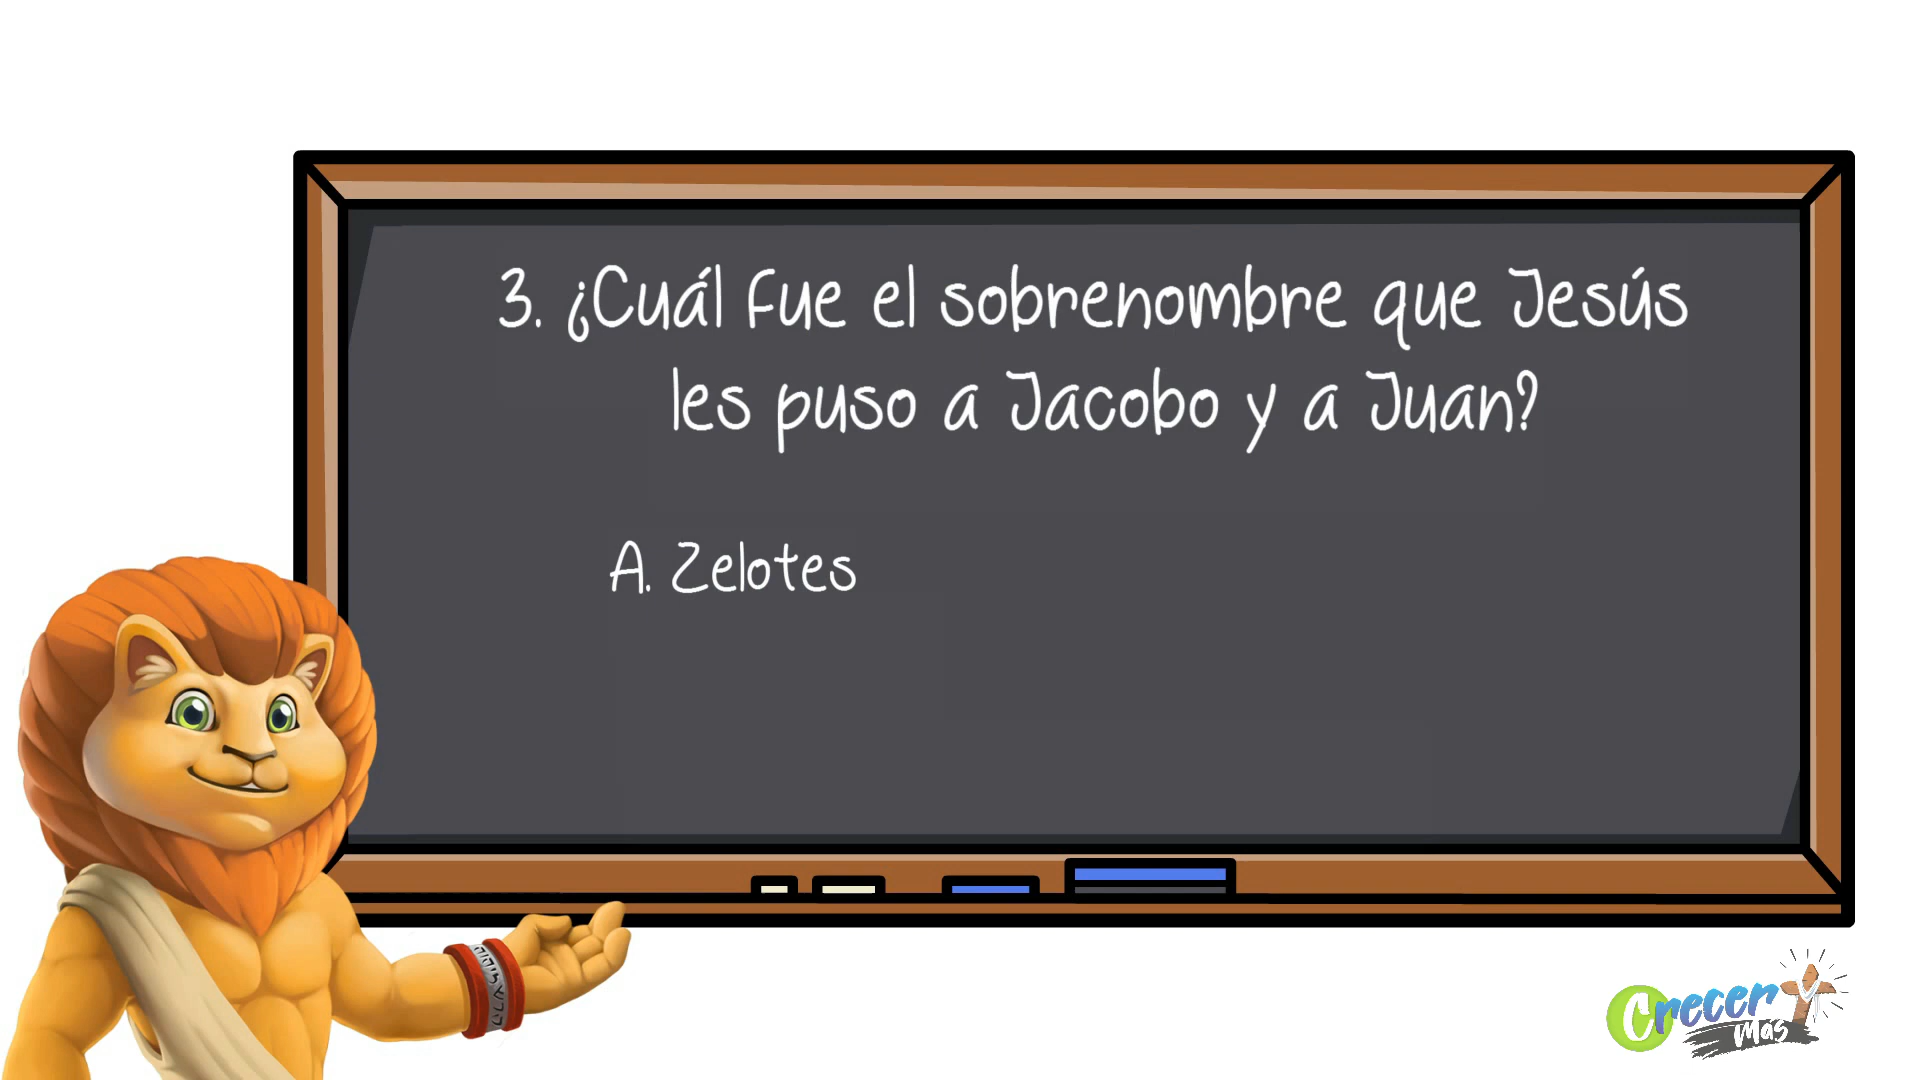 3. ¿Cuál fue el sobrenombre que Jesús
les puso a Jacobo y a Juan?
A. Zelotes
Crecer
Más